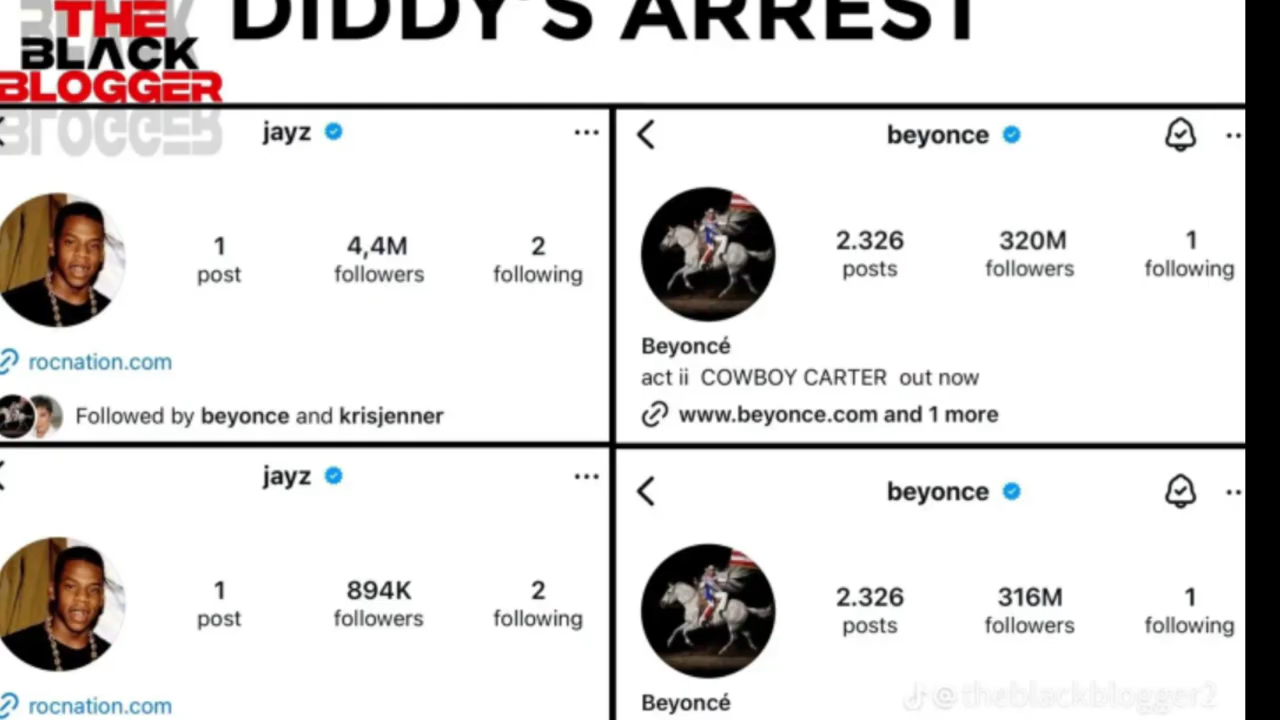 DIDDY'S ARREST
THE
BLACK
BLOGGER
BLOGGER
jayz
1
post
4,4M
followers
2
following
rocnation.com
Followed by beyonce and krisjenner
beyonce
2.326
posts
320M
followers
1
following
Beyoncé
act ii COWBOY CARTER out now
www.beyonce.com and 1 more
jayz
1
post
894K
followers
2
following
rocnation.com
beyonce
2.326
posts
316M
followers
1
following
Beyoncé
@theblackblogger2